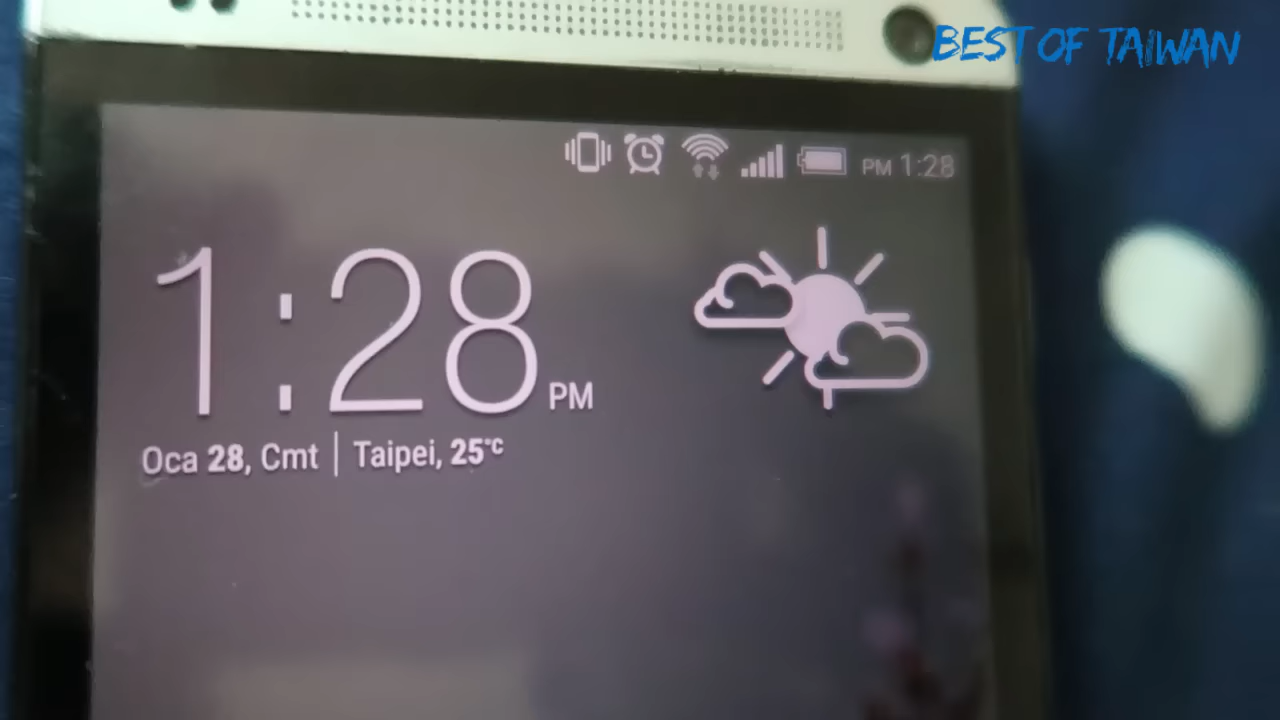 BEST OF TAIWAN
PM 1:28
1:28 PM
Oca 28, Cmt | Taipei, 25°C